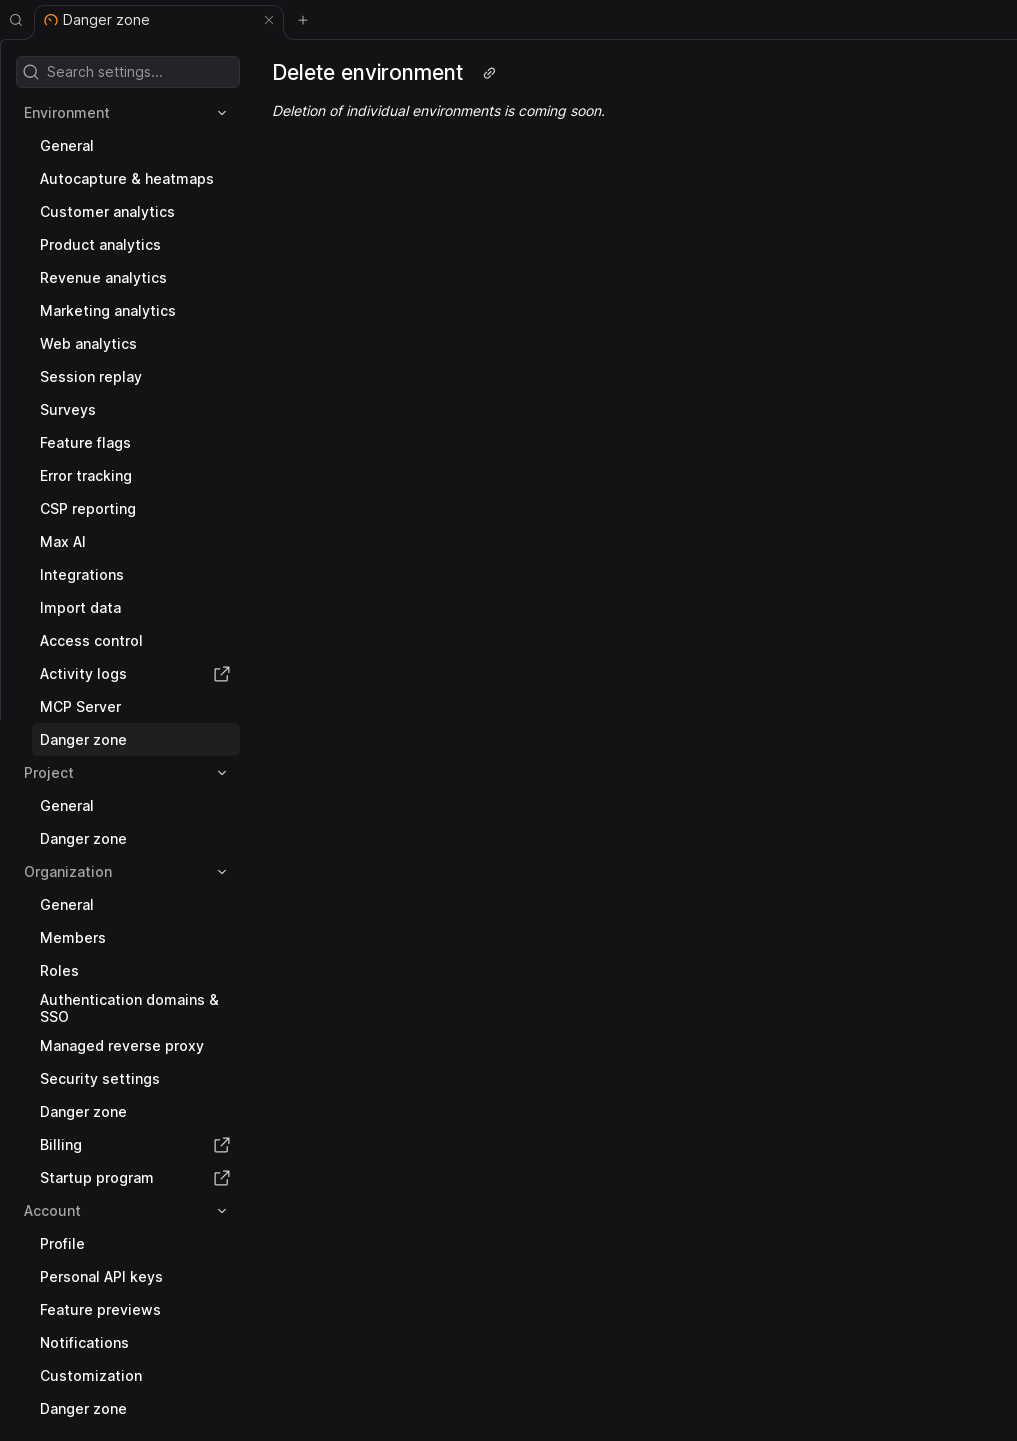 Danger zone
Search settings...
Environment
General
Autocapture & heatmaps
Customer analytics
Product analytics
Revenue analytics
Marketing analytics
Web analytics
Session replay
Surveys
Feature flags
Error tracking
CSP reporting
Max AI
Integrations
Import data
Access control
Activity logs
MCP Server
Danger zone
Project
General
Danger zone
Organization
General
Members
Roles
Authentication domains &
SSO
Managed reverse proxy
Security settings
Danger zone
Billing
Startup program
Account
Profile
Personal API keys
Feature previews
Notifications
Customization
Danger zone
Delete environment
Deletion of individual environments is coming soon.